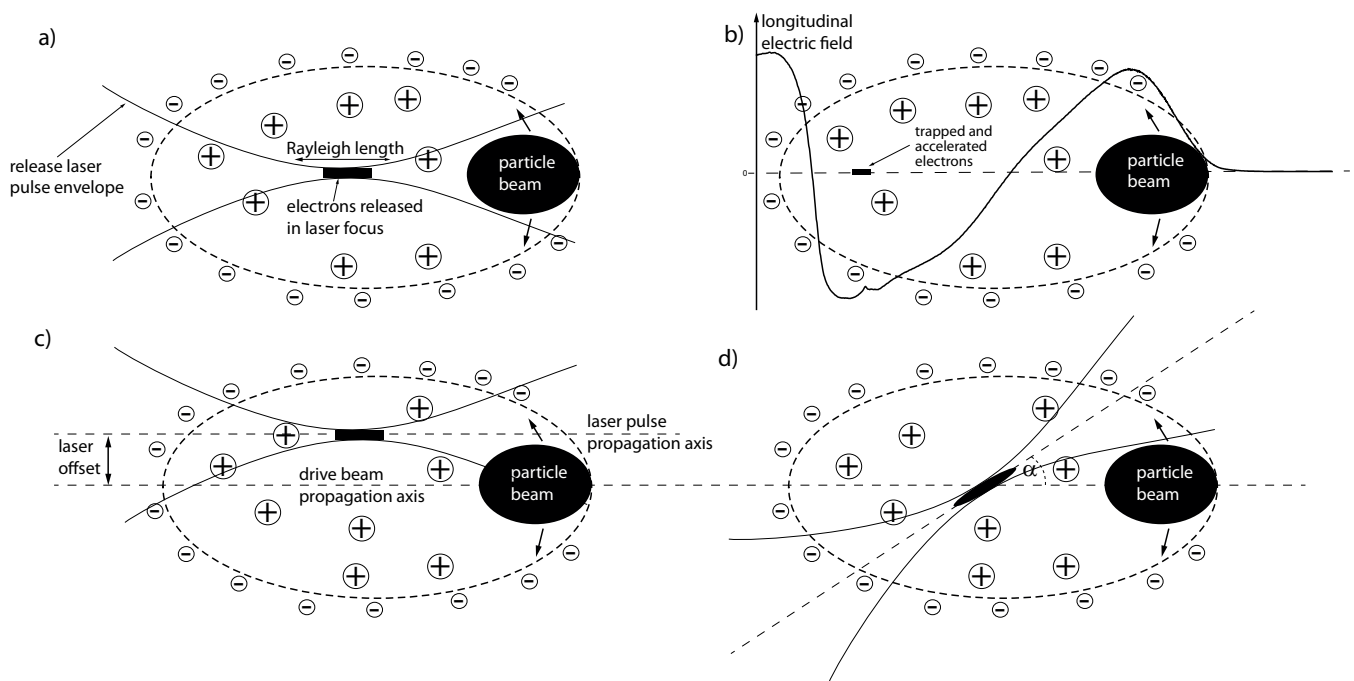 a)
release laser
pulse envelope
Rayleigh length
electrons released
in laser focus
particle
beam
b)
longitudinal
electric field
0
trapped and
accelerated
electrons
particle
beam
c)
laser
offset
drive beam
propagation axis
laser pulse
propagation axis
particle
beam
d)
α
particle
beam